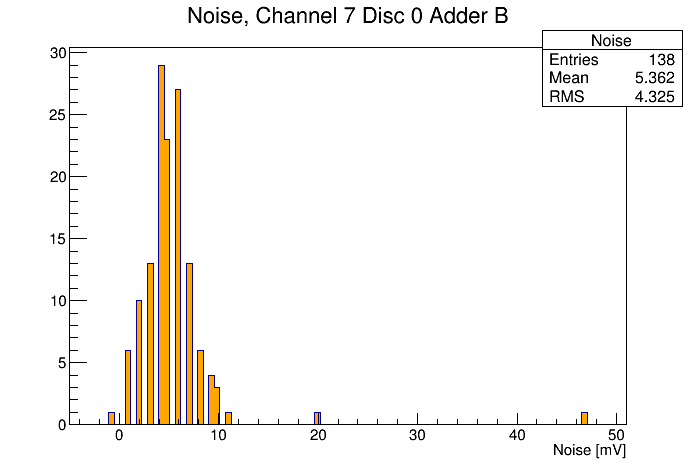 Noise, Channel 7 Disc 0 Adder B
Noise
Entries 138
Mean 5.362
RMS 4.325
30
25
20
15
10
5
0
0 10 20 30 40 50
Noise [mV]